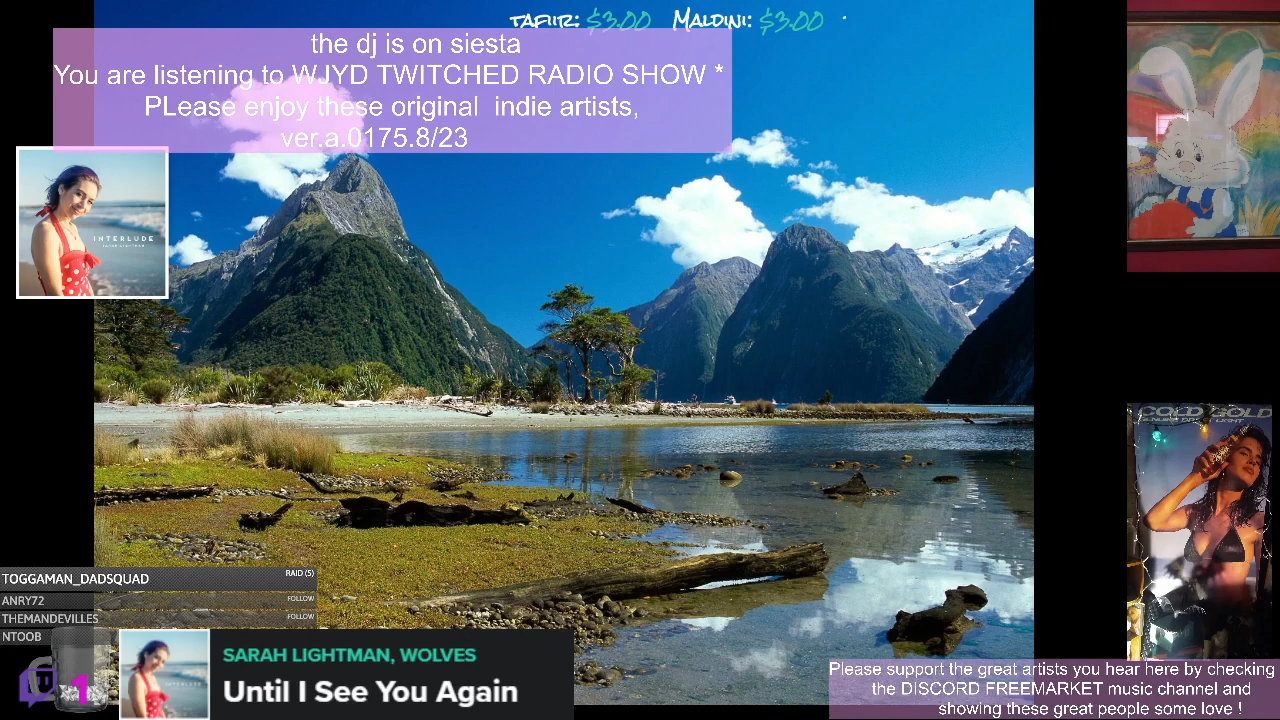 TAFIIR: $3.00 MALDINI: $3.00
the dj is on siesta
You are listening to WJYD TWITCHED RADIO SHOW *
PLease enjoy these original indie artists,
ver.a.0175.8/23
INTERLUDE
SARAH LIGHTMAN
COLD GOLD
TOGGAMAN_DADSQUAD RAID (5)
ANRY72 FOLLOW
THEMANDEVILLES FOLLOW
NTOOB
1
SARAH LIGHTMAN, WOLVES
Until I See You Again
Please support the great artists you hear here by checking
the DISCORD FREEMARKET music channel and
showing these great people some love !